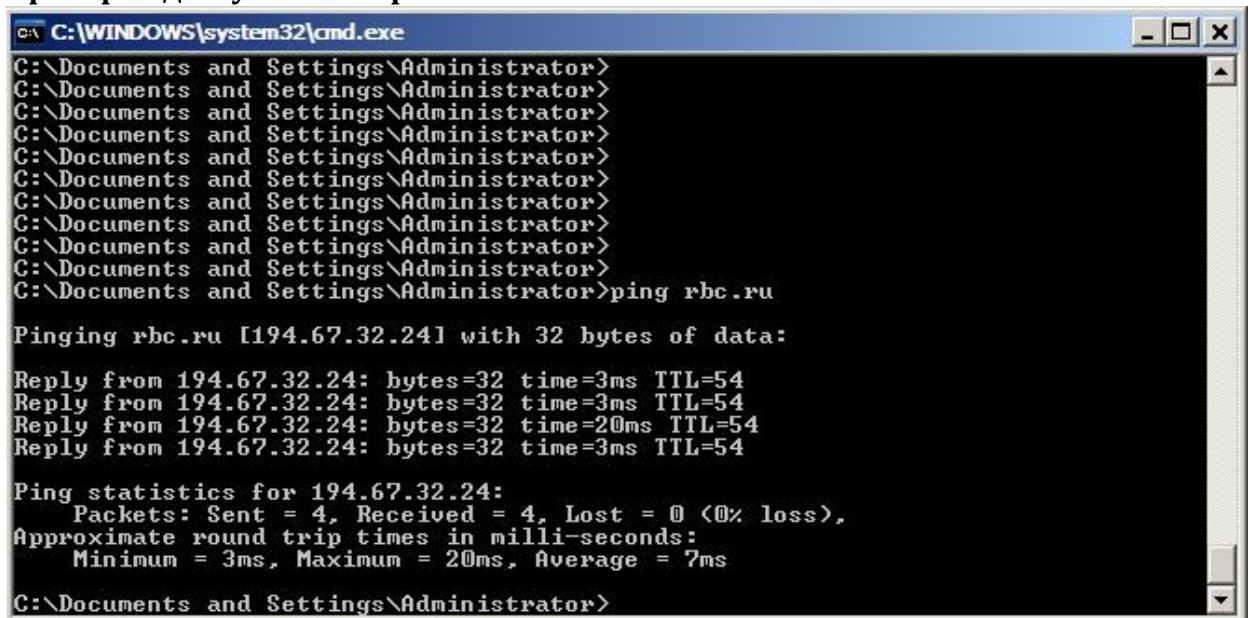 C:\WINDOWS\system32\cmd.exe
C:\Documents and Settings\Administrator>
C:\Documents and Settings\Administrator>
C:\Documents and Settings\Administrator>
C:\Documents and Settings\Administrator>
C:\Documents and Settings\Administrator>
C:\Documents and Settings\Administrator>
C:\Documents and Settings\Administrator>
C:\Documents and Settings\Administrator>
C:\Documents and Settings\Administrator>
C:\Documents and Settings\Administrator>
C:\Documents and Settings\Administrator>ping rbc.ru
Pinging rbc.ru [194.67.32.24] with 32 bytes of data:
Reply from 194.67.32.24: bytes=32 time=3ms TTL=54
Reply from 194.67.32.24: bytes=32 time=3ms TTL=54
Reply from 194.67.32.24: bytes=32 time=20ms TTL=54
Reply from 194.67.32.24: bytes=32 time=3ms TTL=54
Ping statistics for 194.67.32.24:
Packets: Sent = 4, Received = 4, Lost = 0 (0% loss),
Approximate round trip times in milli-seconds:
Minimum = 3ms, Maximum = 20ms, Average = 7ms
C:\Documents and Settings\Administrator>